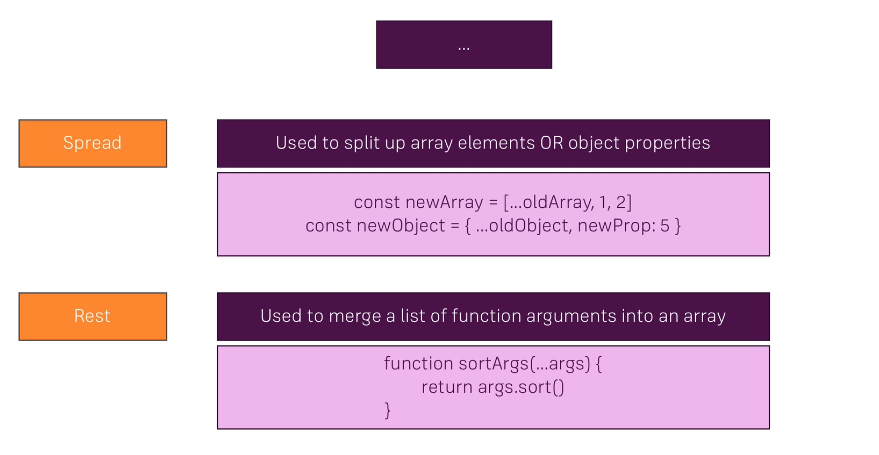 ...
Spread
Used to split up array elements OR object properties
const newArray = [...oldArray, 1, 2]
const newObject = { ...oldObject, newProp: 5 }
Rest
Used to merge a list of function arguments into an array
function sortArgs(...args) {
return args.sort()
}